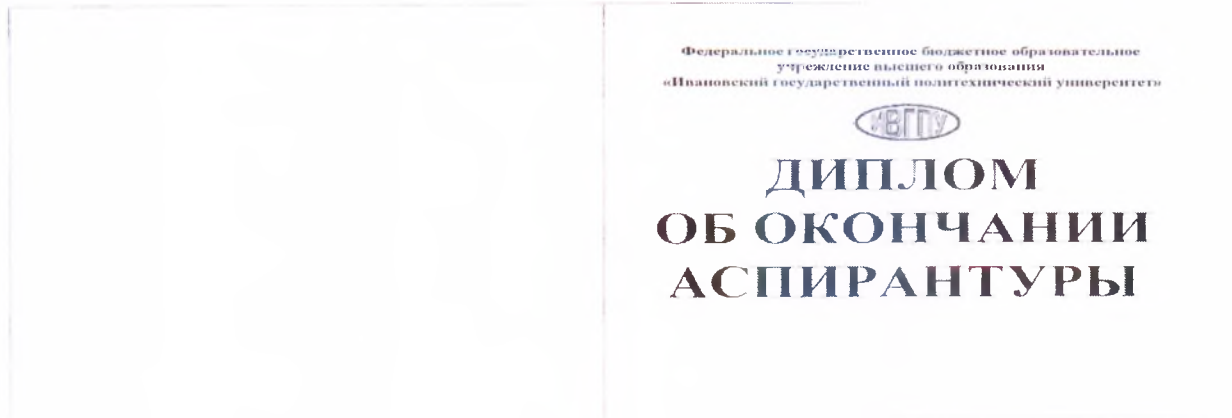 Федеральное государственное бюджетное образовательное
учреждение высшего образования
«Ивановский государственный политехнический университет»
ИВГПУ
ДИПЛОМ
ОБ ОКОНЧАНИИ
АСПИРАНТУРЫ